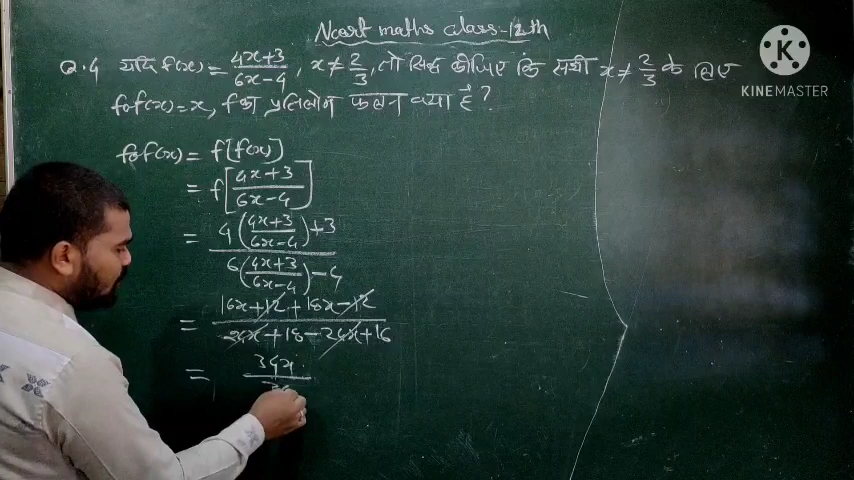 Ncert maths class-12th
Q.4 यदि f(x) = (4x+3)/(6x-4), x ≠ 2/3, तो सिद्ध कीजिए कि सभी x ≠ 2/3 के लिए
fof(x) = x, f का प्रतिलोम फलन क्या है?
fof(x) = f[f(x)]
= f[(4x+3)/(6x-4)]
= (4((4x+3)/(6x-4))+3)/(6((4x+3)/(6x-4))-4)
= (16x+12+18x-12)/(24x+18-24x+16)
= 34x
KINEMASTER